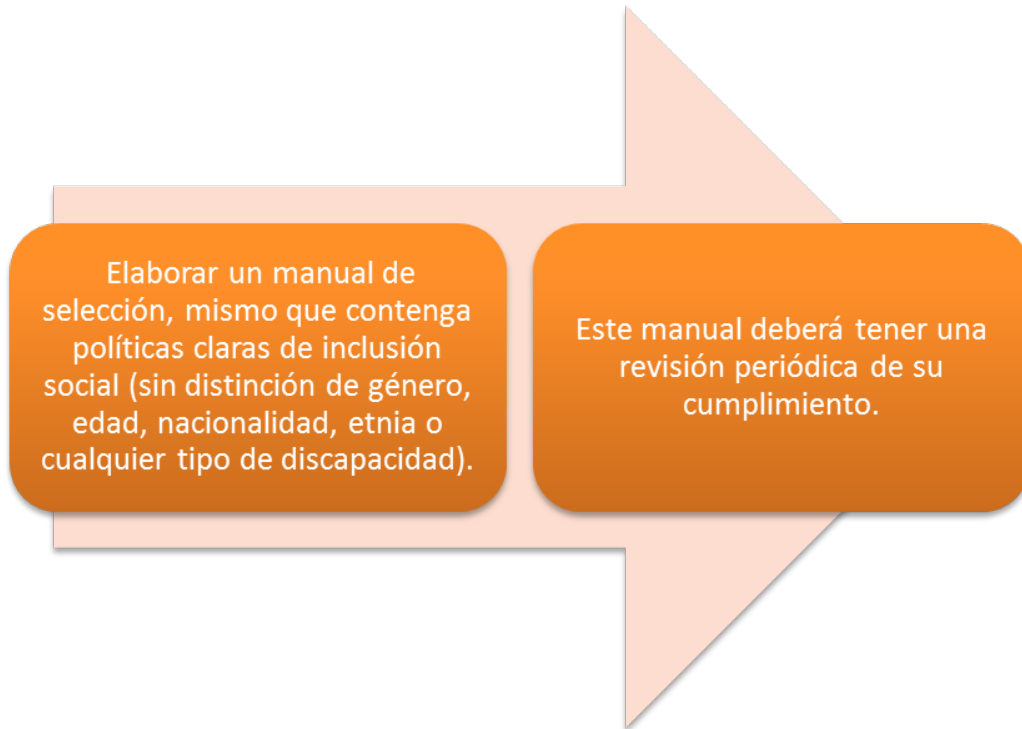 Elaborar un manual de
selección, mismo que contenga
políticas claras de inclusión
social (sin distinción de género,
edad, nacionalidad, etnia o
cualquier tipo de discapacidad).
Este manual deberá tener una
revisión periódica de su
cumplimiento.